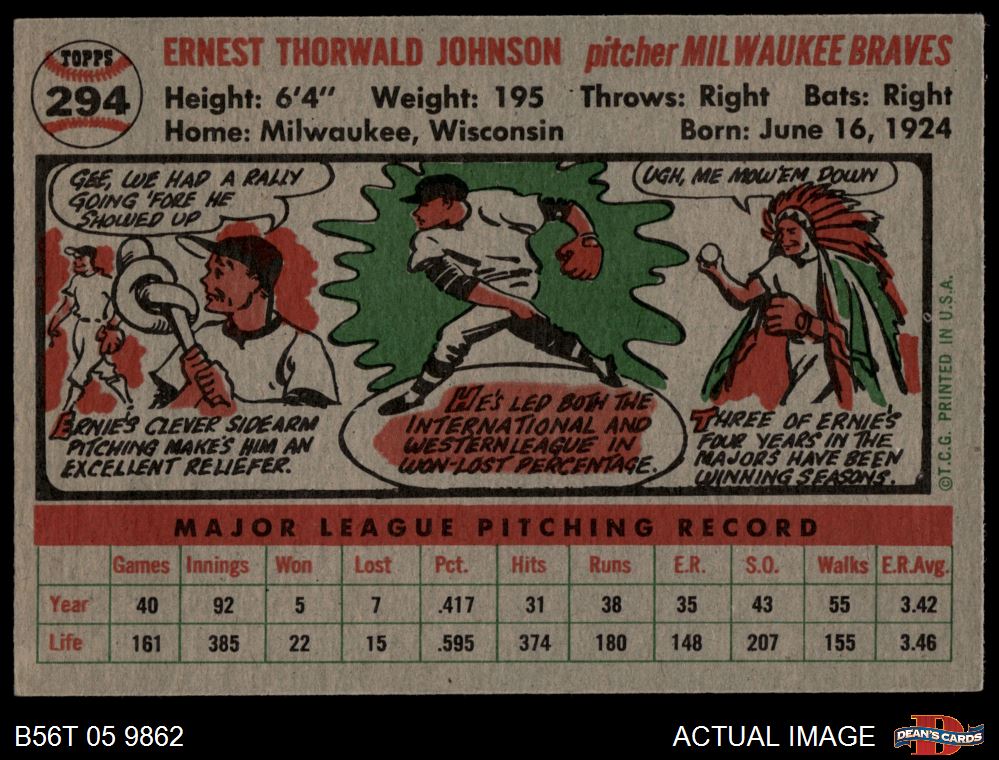 TOPPS
294
ERNEST THORWALD JOHNSON pitcher MILWAUKEE BRAVES
Height: 6'4" Weight: 195 Throws: Right Bats: Right
Home: Milwaukee, Wisconsin Born: June 16, 1924
GEE, WE HAD A RALLY
GOING 'FORE HE
SHOWED UP
UGH, ME MOW'EM DOWN
ERNIE'S CLEVER SIDEARM
PITCHING MAKE'S HIM AN
EXCELLENT RELIEFER.
HE'S LED BOTH THE
INTERNATIONAL AND
WESTERN LEAGUE IN
WON-LOST PERCENTAGE.
THREE OF ERNIE'S
FOUR YEARS IN THE
MAJORS HAVE BEEN
WINNING SEASONS.
©T.C.G. PRINTED IN U.S.A.
MAJOR LEAGUE PITCHING RECORD
Games Innings Won Lost Pct. Hits Runs E.R. S.O. Walks E.R.Avg.
Year 40 92 5 7 .417 31 38 35 43 55 3.42
Life 161 385 22 15 .595 374 180 148 207 155 3.46
B56T 05 9862
ACTUAL IMAGE
DEAN'S CARDS